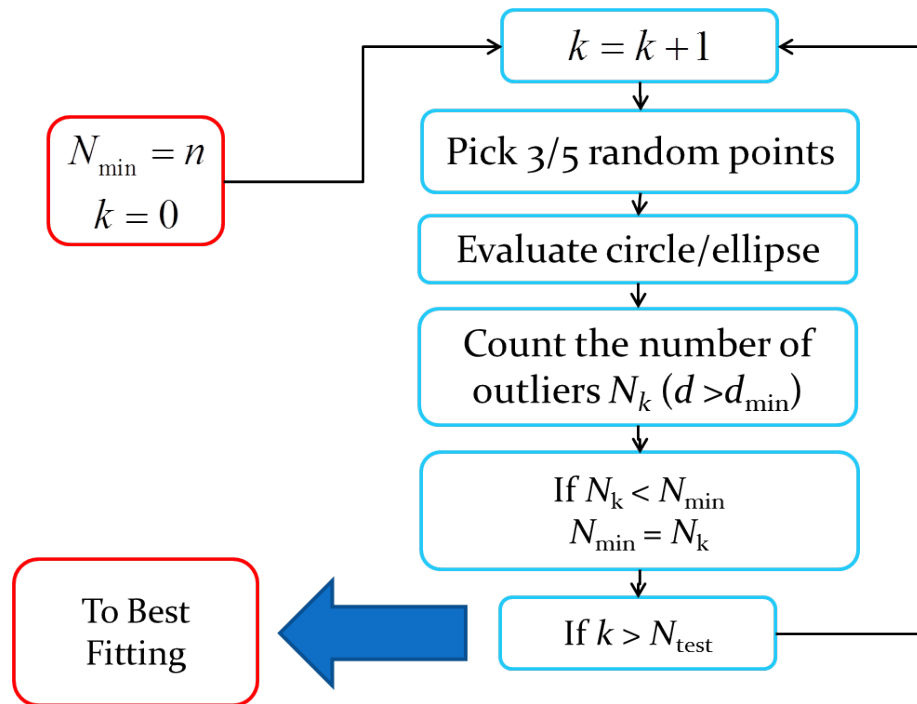 k = k + 1
N_min = n
k = 0
Pick 3/5 random points
Evaluate circle/ellipse
Count the number of
outliers N_k (d >d_min)
If N_k < N_min
N_min = N_k
If k > N_test
To Best
Fitting